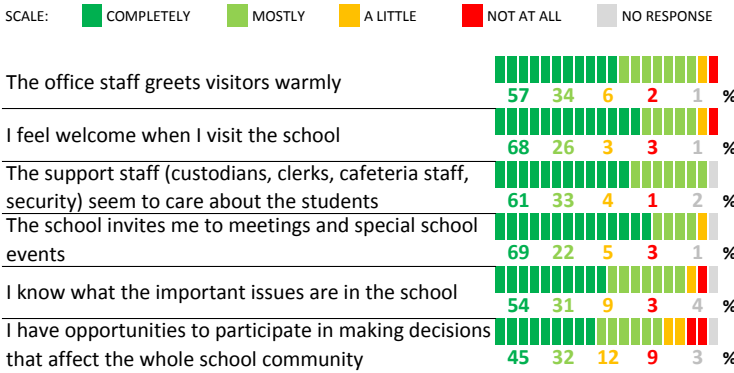 SCALE: COMPLETELY MOSTLY A LITTLE NOT AT ALL NO RESPONSE
The office staff greets visitors warmly
57 34 6 2 1 %
I feel welcome when I visit the school
68 26 3 3 1 %
The support staff (custodians, clerks, cafeteria staff,
security) seem to care about the students
61 33 4 1 2 %
The school invites me to meetings and special school
events
69 22 5 3 1 %
I know what the important issues are in the school
54 31 9 3 4 %
I have opportunities to participate in making decisions
that affect the whole school community
45 32 12 9 3 %